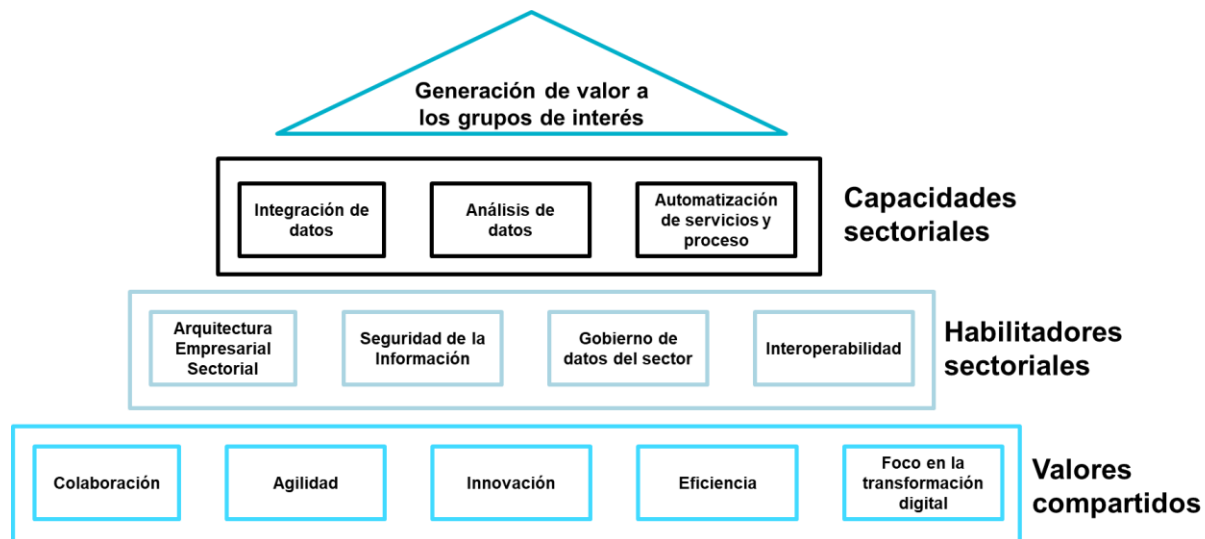 Generación de valor a
los grupos de interés
Integración de
datos
Análisis de
datos
Automatización
de servicios y
proceso
Capacidades
sectoriales
Arquitectura
Empresarial
Sectorial
Seguridad de la
Información
Gobierno de
datos del sector
Interoperabilidad
Habilitadores
sectoriales
Colaboración
Agilidad
Innovación
Eficiencia
Foco en la
transformación
digital
Valores
compartidos